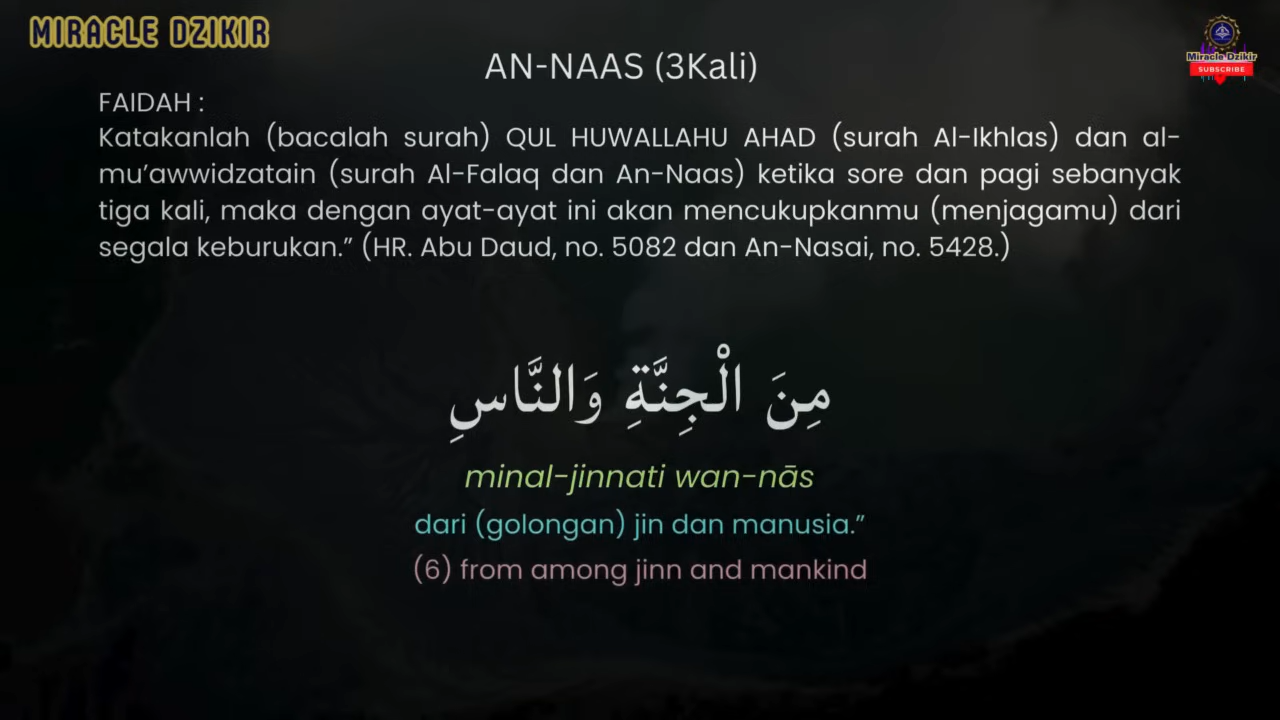 MIRACLE DZIKIR
Miracle Dzikir
SUBSCRIBE
AN-NAAS (3Kali)
FAIDAH :
Katakanlah (bacalah surah) QUL HUWALLAHU AHAD (surah Al-Ikhlas) dan al-
mu’awwidzatain (surah Al-Falaq dan An-Naas) ketika sore dan pagi sebanyak
tiga kali, maka dengan ayat-ayat ini akan mencukupkanmu (menjagamu) dari
segala keburukan.” (HR. Abu Daud, no. 5082 dan An-Nasai, no. 5428.)
مِنَ الْجِنَّةِ وَالنَّاسِ
minal-jinnati wan-nās
dari (golongan) jin dan manusia.”
(6) from among jinn and mankind